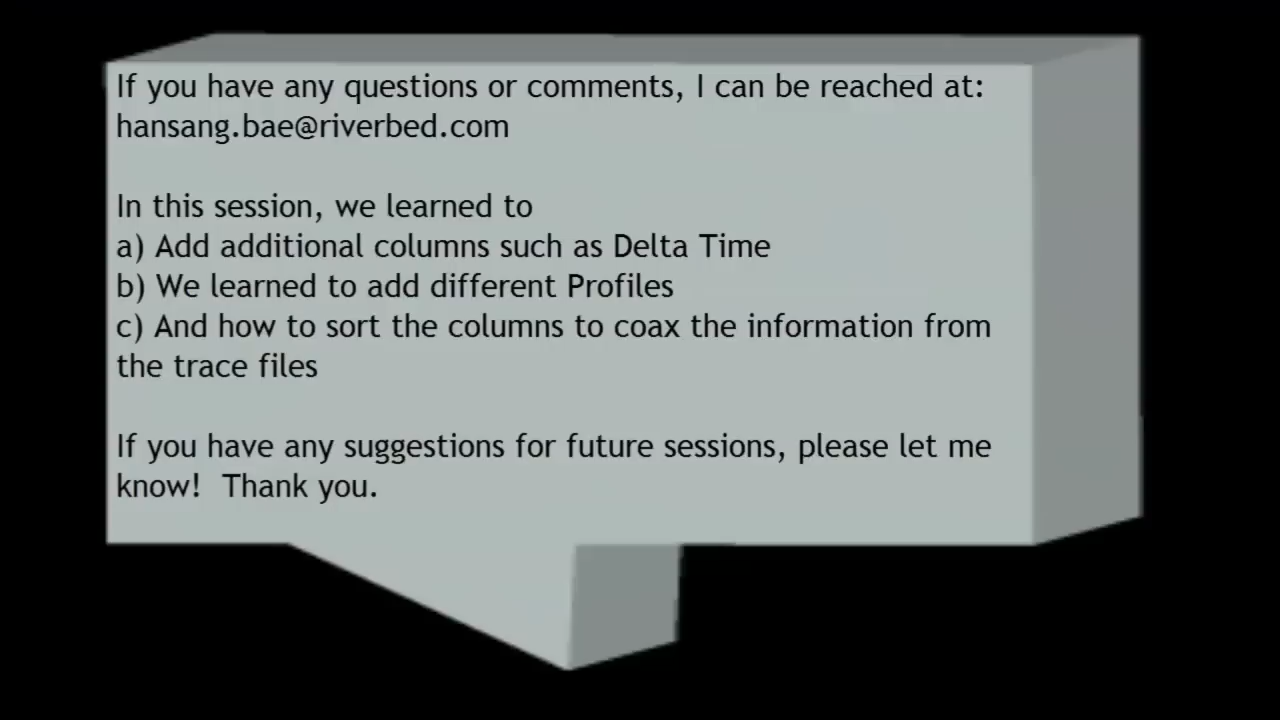 If you have any questions or comments, I can be reached at:
hansang.bae@riverbed.com
In this session, we learned to
a) Add additional columns such as Delta Time
b) We learned to add different Profiles
c) And how to sort the columns to coax the information from
the trace files
If you have any suggestions for future sessions, please let me
know!  Thank you.